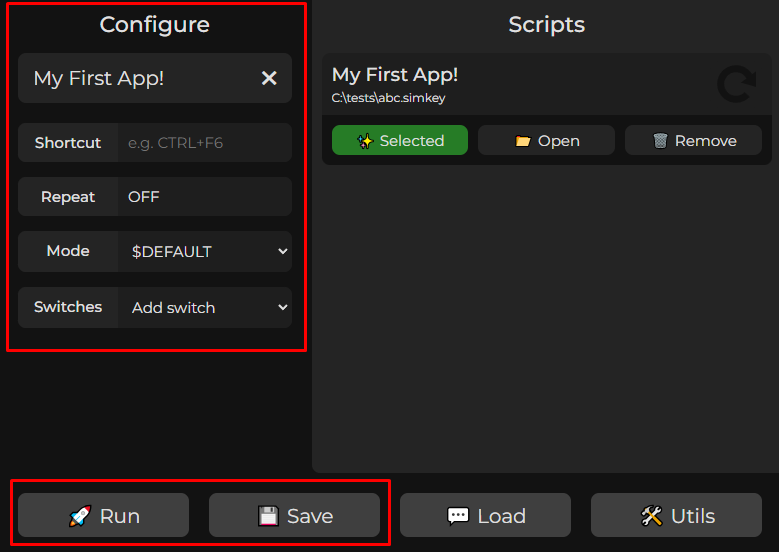 Configure
My First App!
Shortcut e.g. CTRL+F6
Repeat OFF
Mode $DEFAULT
Switches Add switch
Scripts
My First App!
C:\tests\abc.simkey
Selected Open Remove
Run Save Load Utils